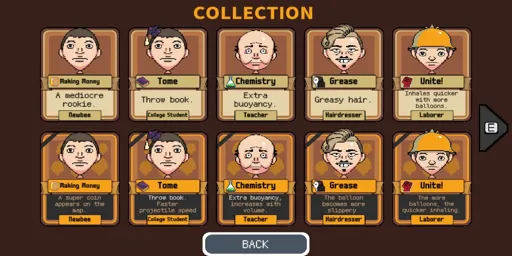 COLLECTION
Making Money
Tome
Chemistry
Grease
Unite!
A mediocre
rookie.
Throw book.
Extra
buoyancy.
Greasy hair.
Inhales quicker
with more
balloons.
Newbee
College Student
Teacher
Hairdresser
Laborer
Making Money
Tome
Chemistry
Grease
Unite!
A super coin
appears on the
map.
Throw book.
Faster
projectile speed
Extra buoyancy,
increases with
volume.
The balloon
becomes more
slippery.
The more
balloons, the
quicker inhaling.
Newbee
College Student
Teacher
Hairdresser
Laborer
E
BACK